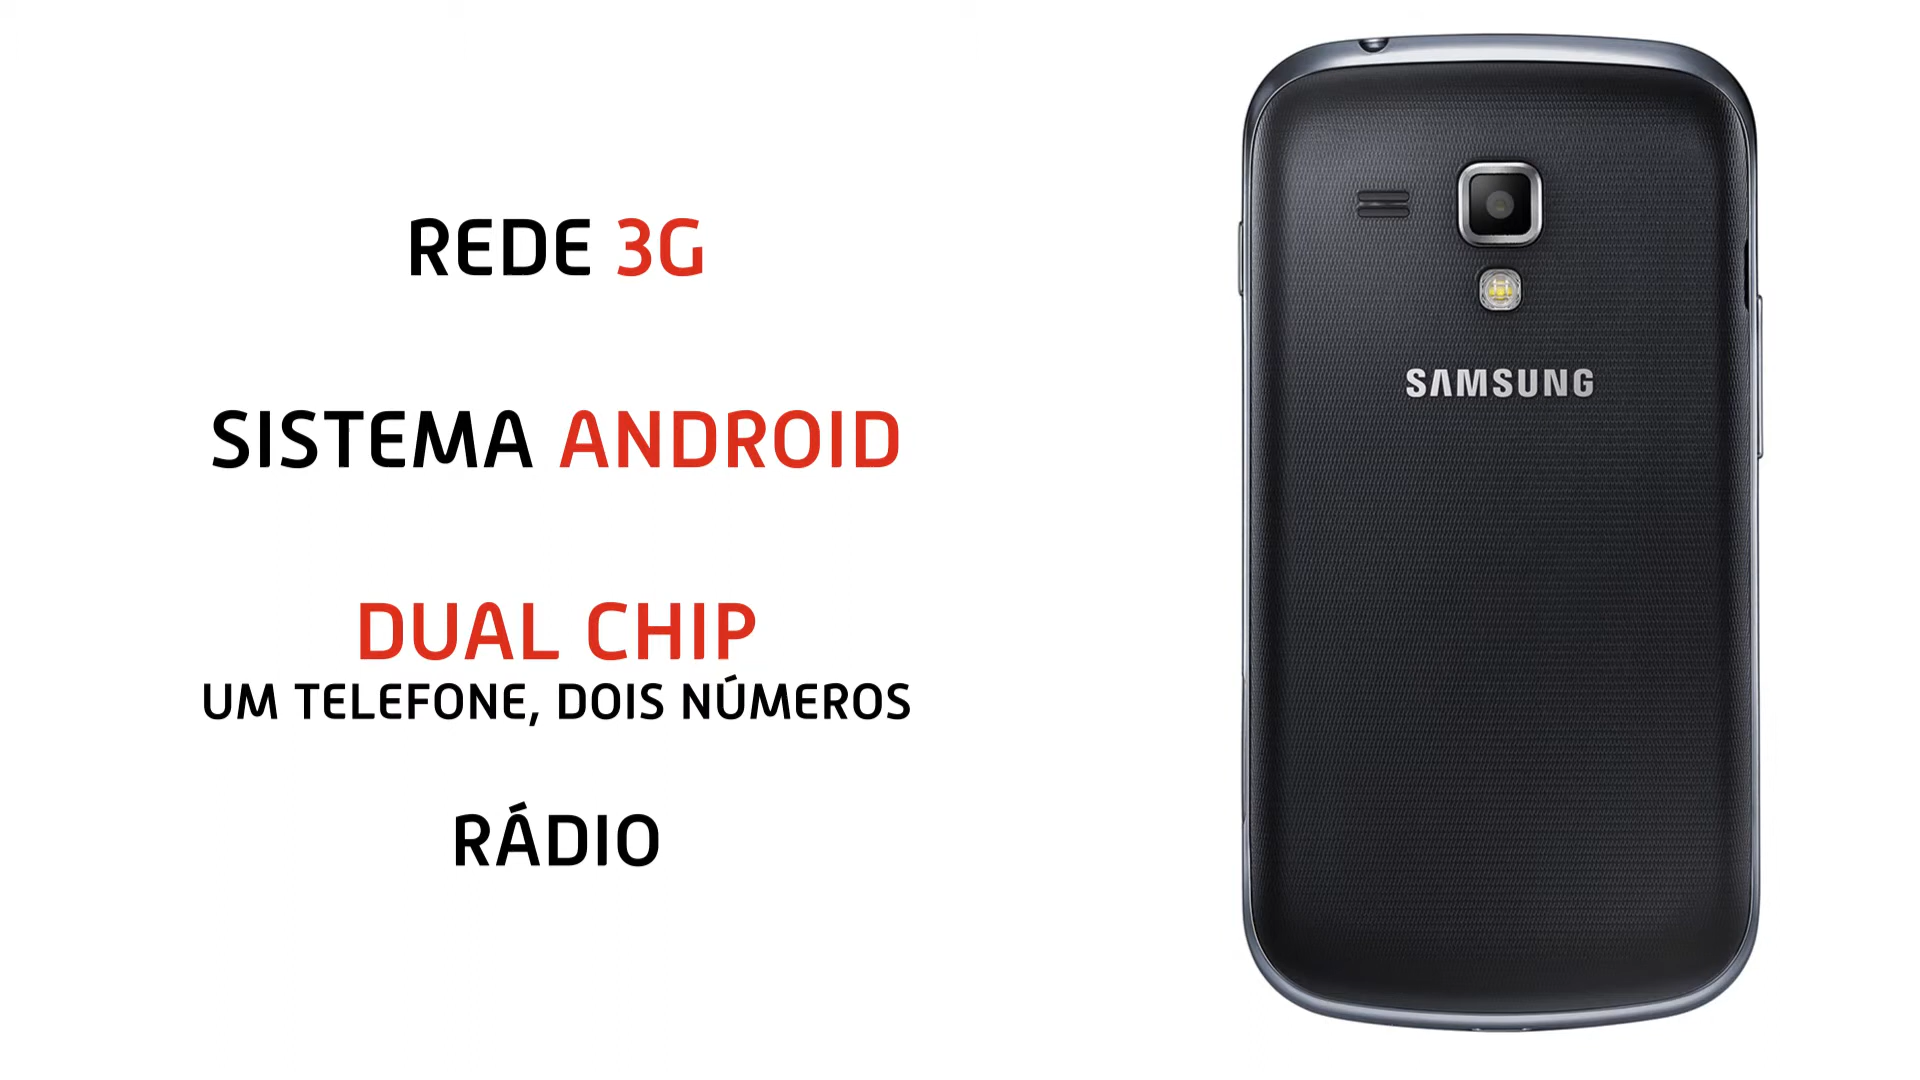 REDE 3G
SISTEMA ANDROID
DUAL CHIP
UM TELEFONE, DOIS NÚMEROS
RÁDIO
SAMSUNG